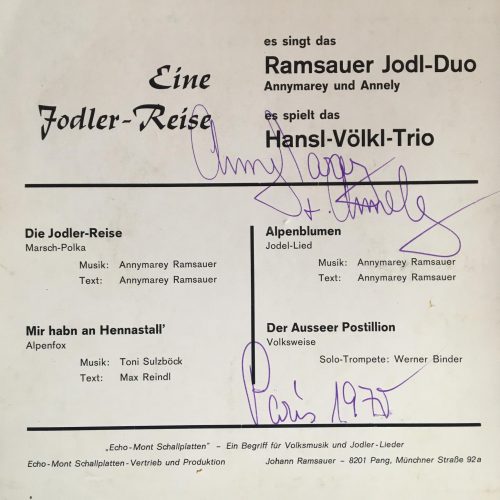 Eine
Jodler-Reise
es singt das
Ramsauer Jodl-Duo
Annymarey und Annely
es spielt das
Hansl-Völkl-Trio
Annymarey
+ Annely
Die Jodler-Reise
Marsch-Polka
Musik: Annymarey Ramsauer
Text: Annymarey Ramsauer
Mir habn an Hennastall'
Alpenfox
Musik: Toni Sulzböck
Text: Max Reindl
Alpenblumen
Jodel-Lied
Musik: Annymarey Ramsauer
Text: Annymarey Ramsauer
Der Ausseer Postillion
Volksweise
Solo-Trompete: Werner Binder
Paris 1975
„Echo-Mont Schallplatten" – Ein Begriff für Volksmusik und Jodler-Lieder
Echo-Mont Schallplatten-Vertrieb und Produktion Johann Ramsauer – 8201 Pang, Münchner Straße 92a